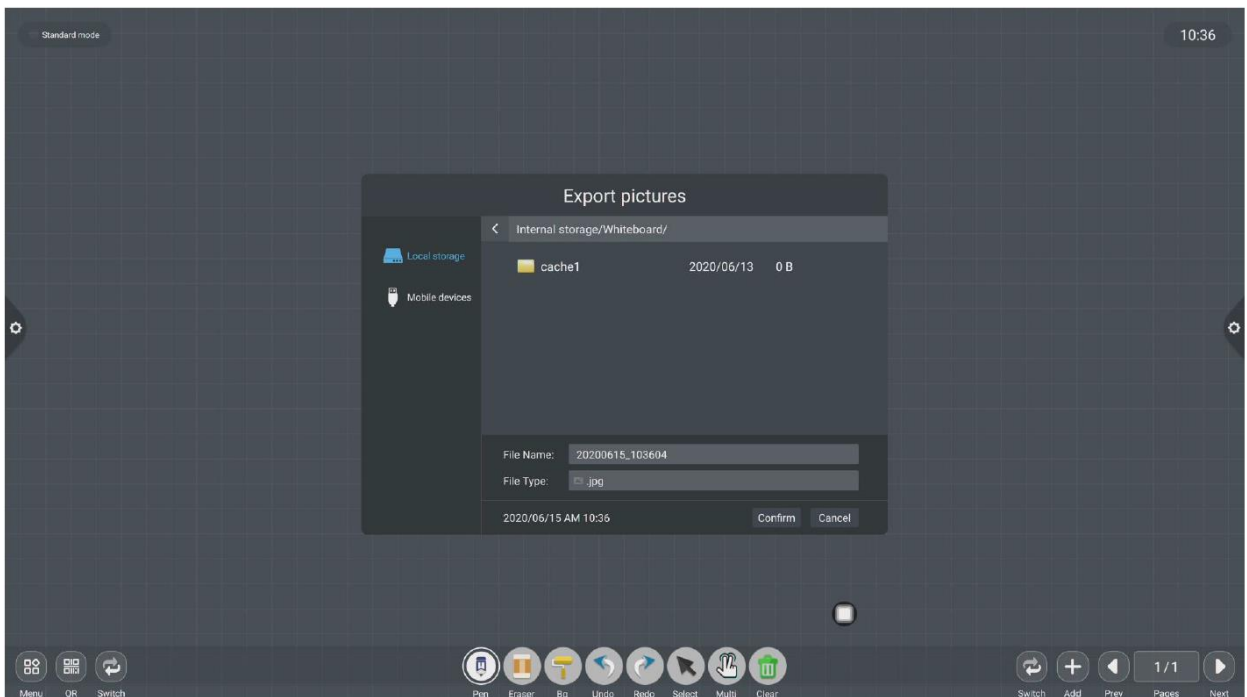 Standard mode
10:36
Export pictures
Internal storage/Whiteboard/
Local storage
cache1 2020/06/13 0 B
Mobile devices
File Name: 20200615_103604
File Type: .jpg
2020/06/15 AM 10:36 Confirm Cancel
1/1
Menu QR Switch Pen Eraser Bg Undo Redo Select Multi Clear Switch Add Prev Pages Next